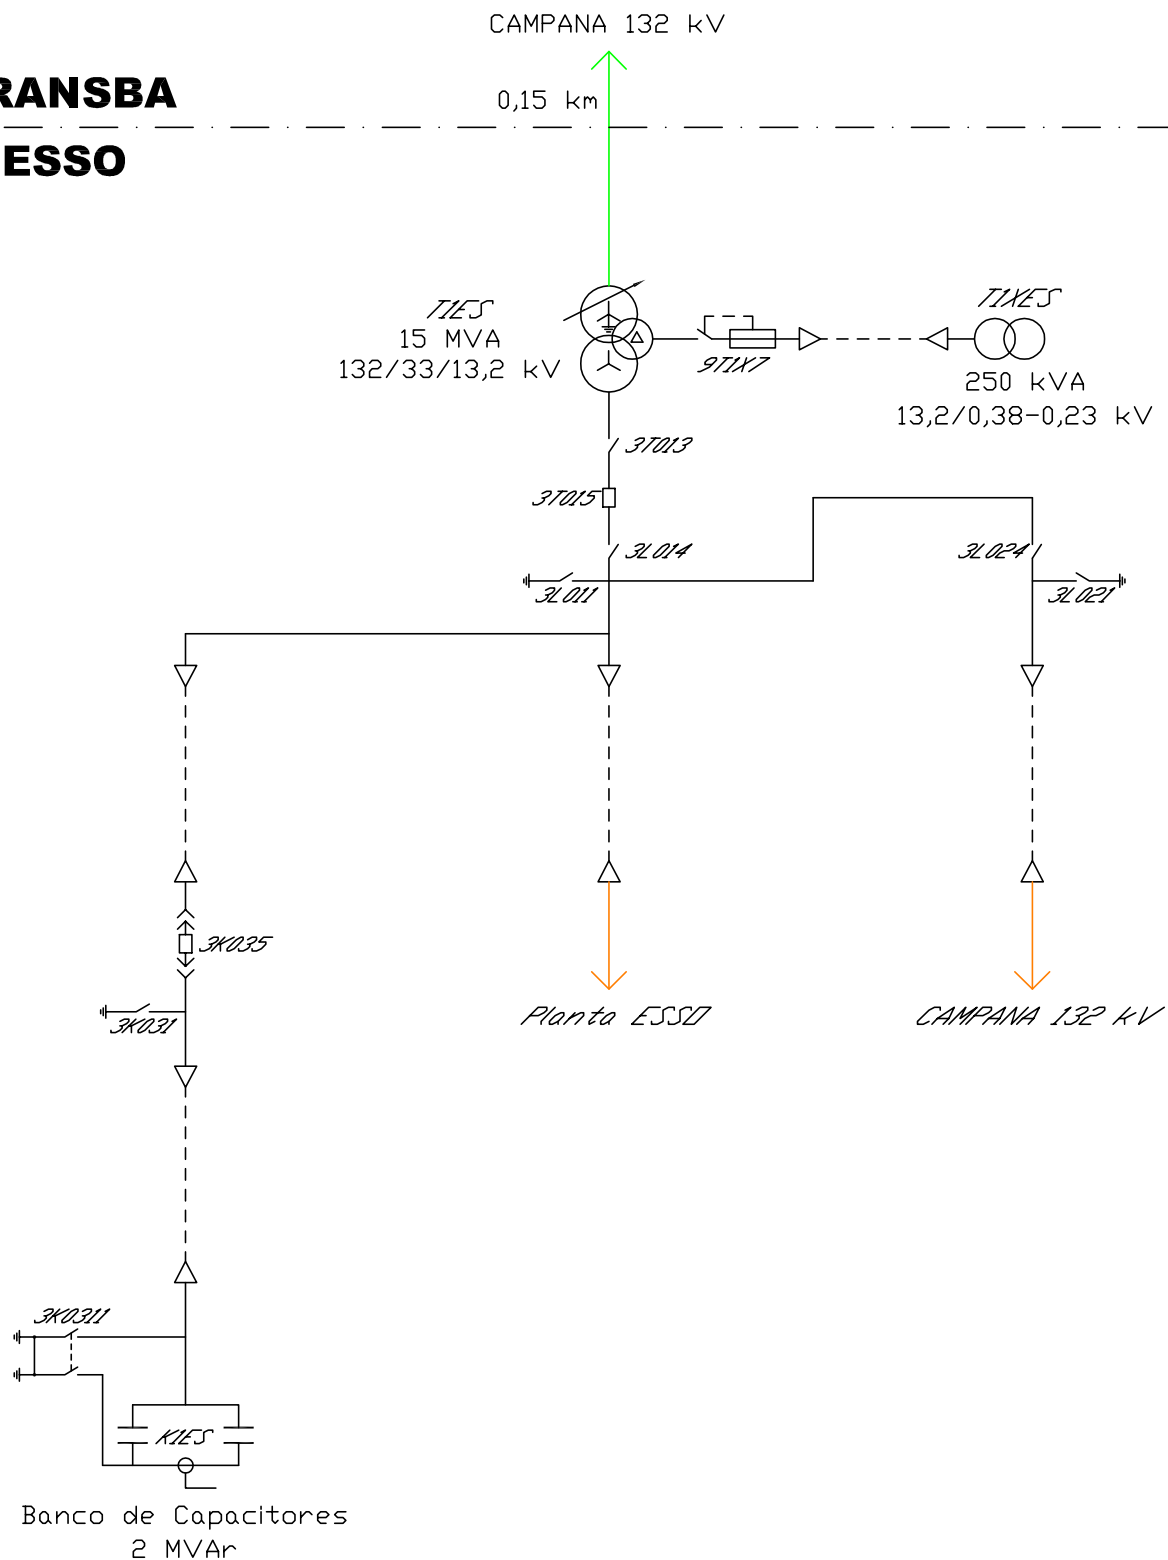 CAMPANA 132 kV
RANSBA
0,15 km
ESSO
T1ES
15 MVA
132/33/13,2 kV
9T1X7
T1XES
250 kVA
13,2/0,38-0,23 kV
3T013
3T015
3L014
3L024
3L011
3L021
3K035
3K031
Planta ESSO
CAMPANA 132 kV
3K0311
K1ES
Banco de Capacitores
2 MVAr